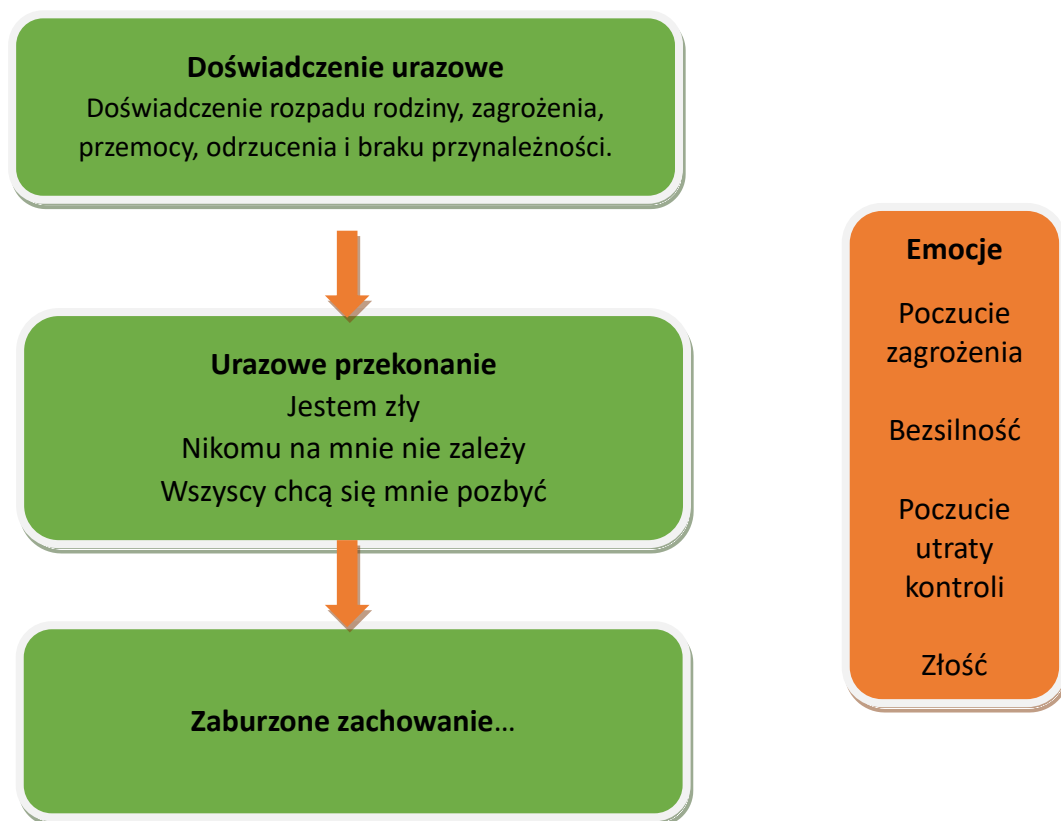 Doświadczenie urazowe
Doświadczenie rozpadu rodziny, zagrożenia,
przemocy, odrzucenia i braku przynależności.
Urazowe przekonanie
Jestem zły
Nikomu na mnie nie zależy
Wszyscy chcą się mnie pozbyć
Zaburzone zachowanie...
Emocje
Poczucie
zagrożenia
Bezsilność
Poczucie
utraty
kontroli
Złość